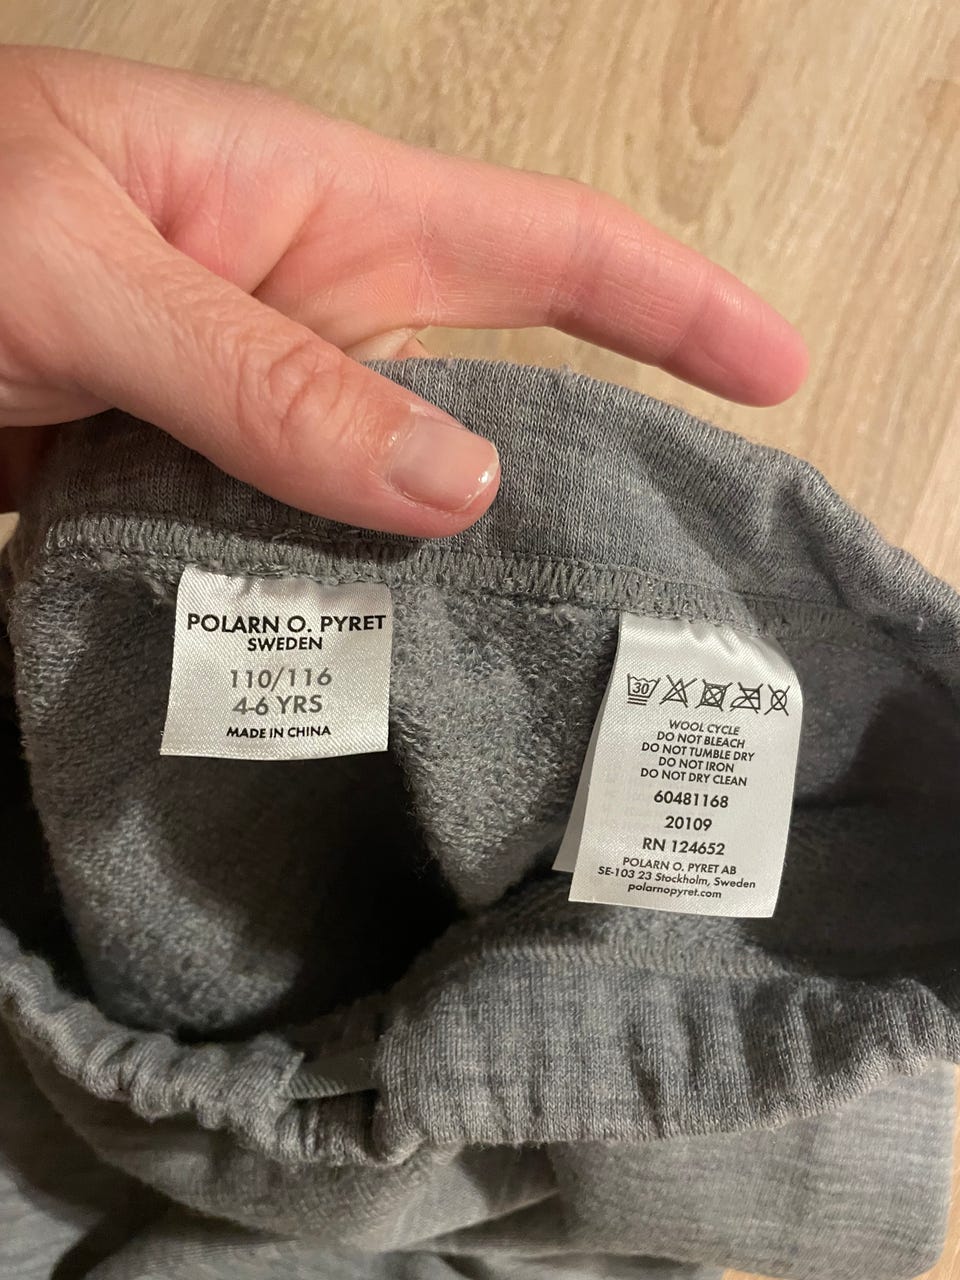 POLARN O. PYRET
SWEDEN
110/116
4-6 YRS
MADE IN CHINA
30
WOOL CYCLE
DO NOT BLEACH
DO NOT TUMBLE DRY
DO NOT IRON
DO NOT DRY CLEAN
60481168
20109
RN 124652
POLARN O. PYRET AB
SE-103 23 Stockholm, Sweden
polarnopyret.com